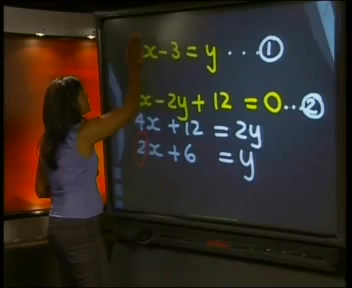 x-3=y ...①
x-2y+12=0...②
4x+12=2y
2x+6=y